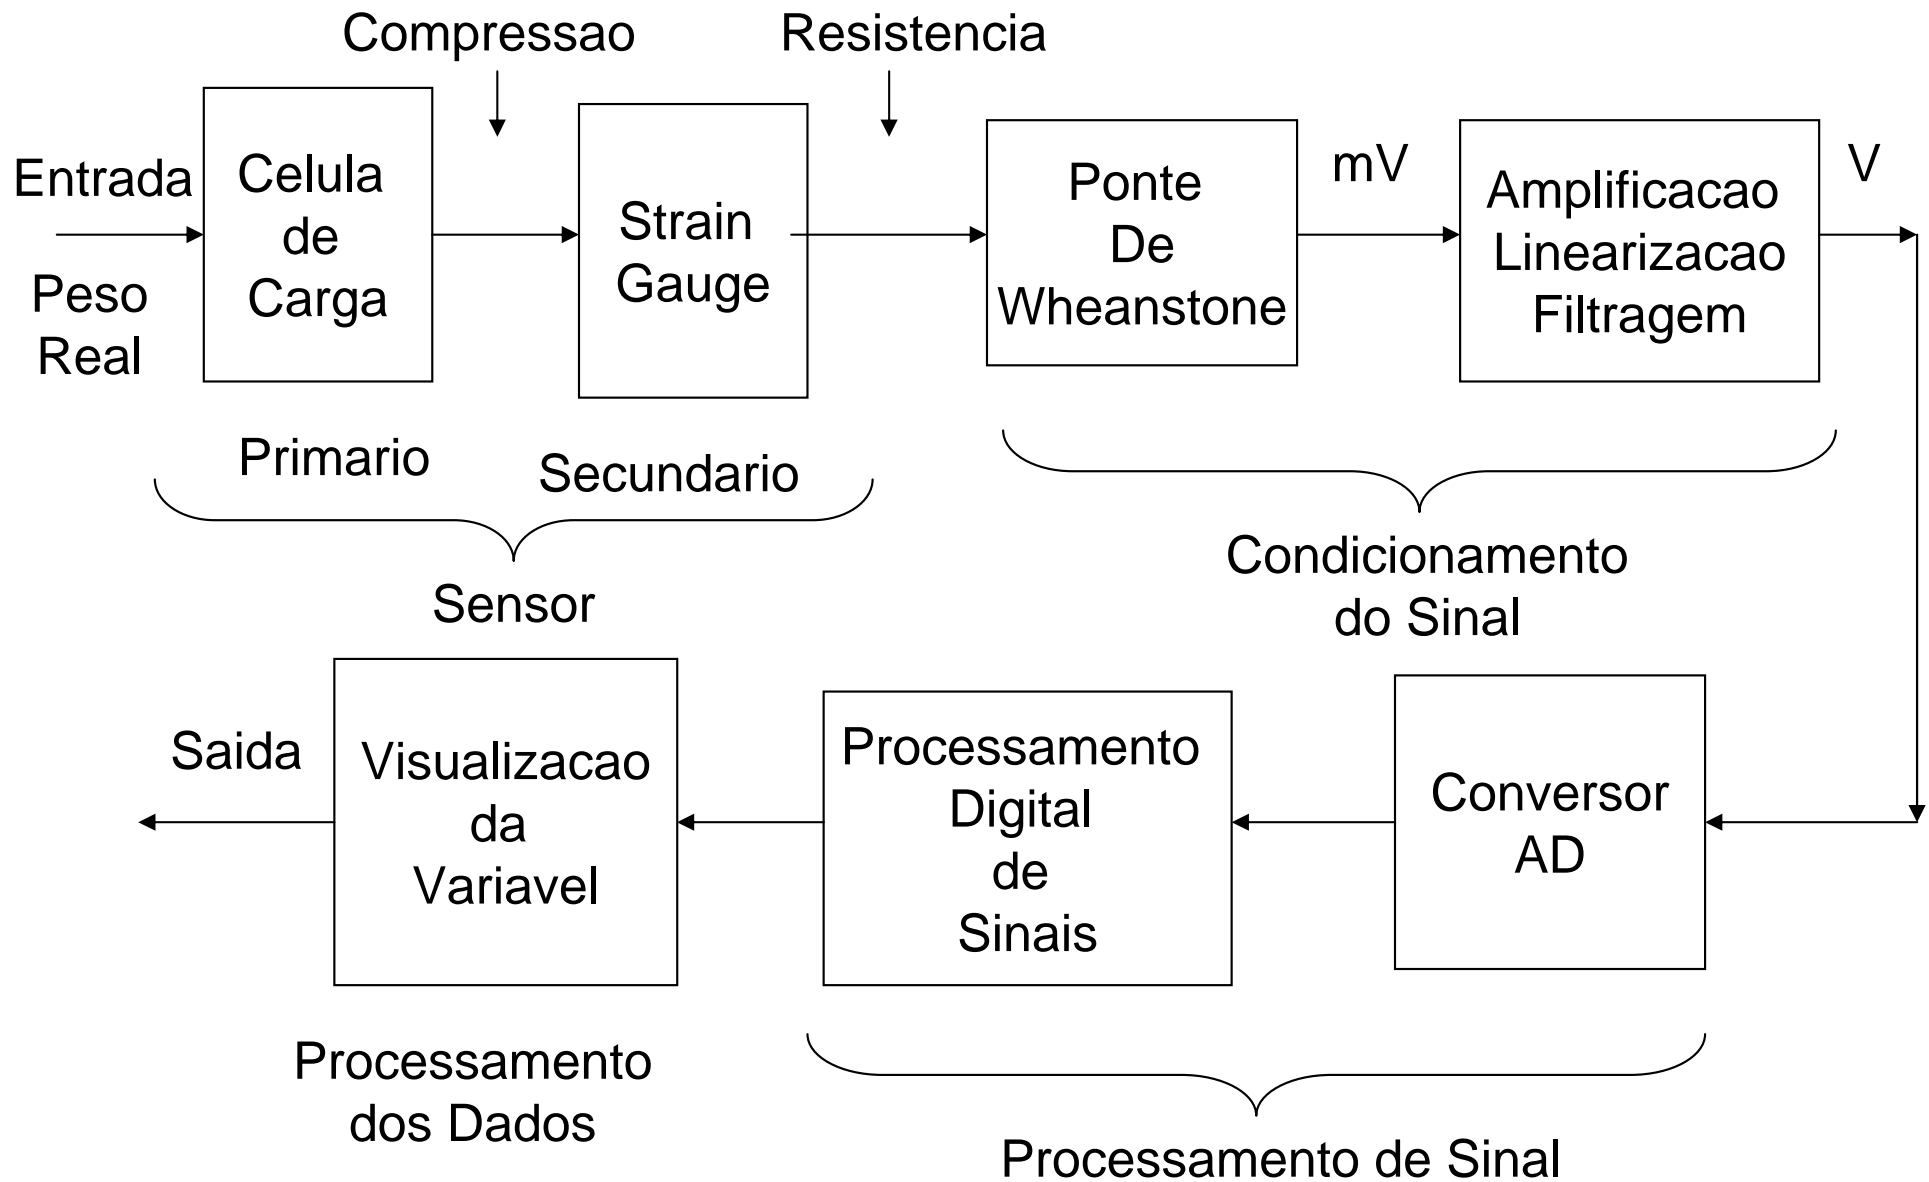 Compressao
Resistencia
Entrada
Peso
Real
Celula
de
Carga
Strain
Gauge
Ponte
De
Wheanstone
mV
Amplificacao
Linearizacao
Filtragem
V
Primario
Secundario
Sensor
Condicionamento
do Sinal
Saida
Visualizacao
da
Variavel
Processamento
Digital
de
Sinais
Conversor
AD
Processamento
dos Dados
Processamento de Sinal